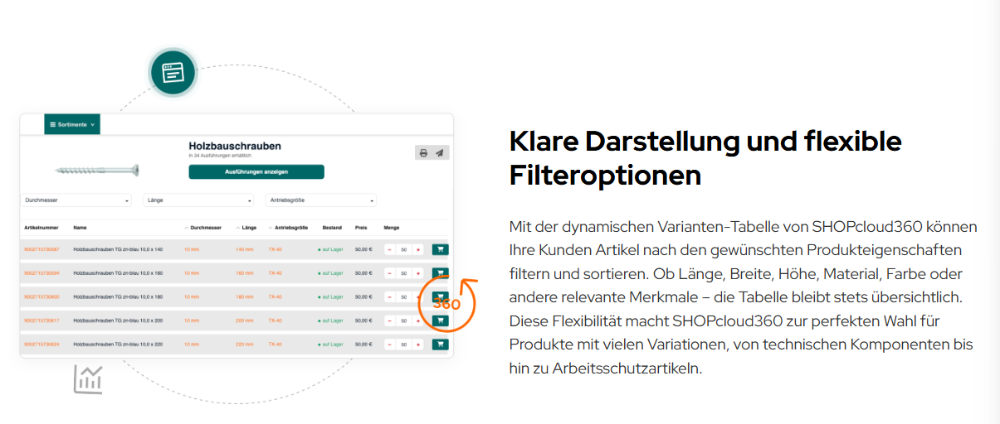 Sortimente
Holzbauschrauben
in 34 Ausführungen erhältlich
Ausführungen anzeigen
Durchmesser Länge Antriebsgröße
Artikelnummer Name Durchmesser Länge Antriebsgröße Bestand Preis Menge
9002715730587 Holzbauschrauben TG zn-blau 10,0 x 140 10 mm 140 mm TX-40 auf Lager 50,00 € - 50 +
9002715730594 Holzbauschrauben TG zn-blau 10,0 x 160 10 mm 160 mm TX-40 auf Lager 50,00 € - 50 +
9002715730600 Holzbauschrauben TG zn-blau 10,0 x 180 10 mm 180 mm TX-40 auf Lager 50,00 € - 50 +
360
9002715730617 Holzbauschrauben TG zn-blau 10,0 x 200 10 mm 200 mm TX-40 auf Lager 50,00 € - 50 +
9002715730624 Holzbauschrauben TG zn-blau 10,0 x 220 10 mm 220 mm TX-40 auf Lager 50,00 € - 50 +
Klare Darstellung und flexible
Filteroptionen
Mit der dynamischen Varianten-Tabelle von SHOPcloud360 können
Ihre Kunden Artikel nach den gewünschten Produkteigenschaften
filtern und sortieren. Ob Länge, Breite, Höhe, Material, Farbe oder
andere relevante Merkmale – die Tabelle bleibt stets übersichtlich.
Diese Flexibilität macht SHOPcloud360 zur perfekten Wahl für
Produkte mit vielen Variationen, von technischen Komponenten bis
hin zu Arbeitsschutzartikeln.